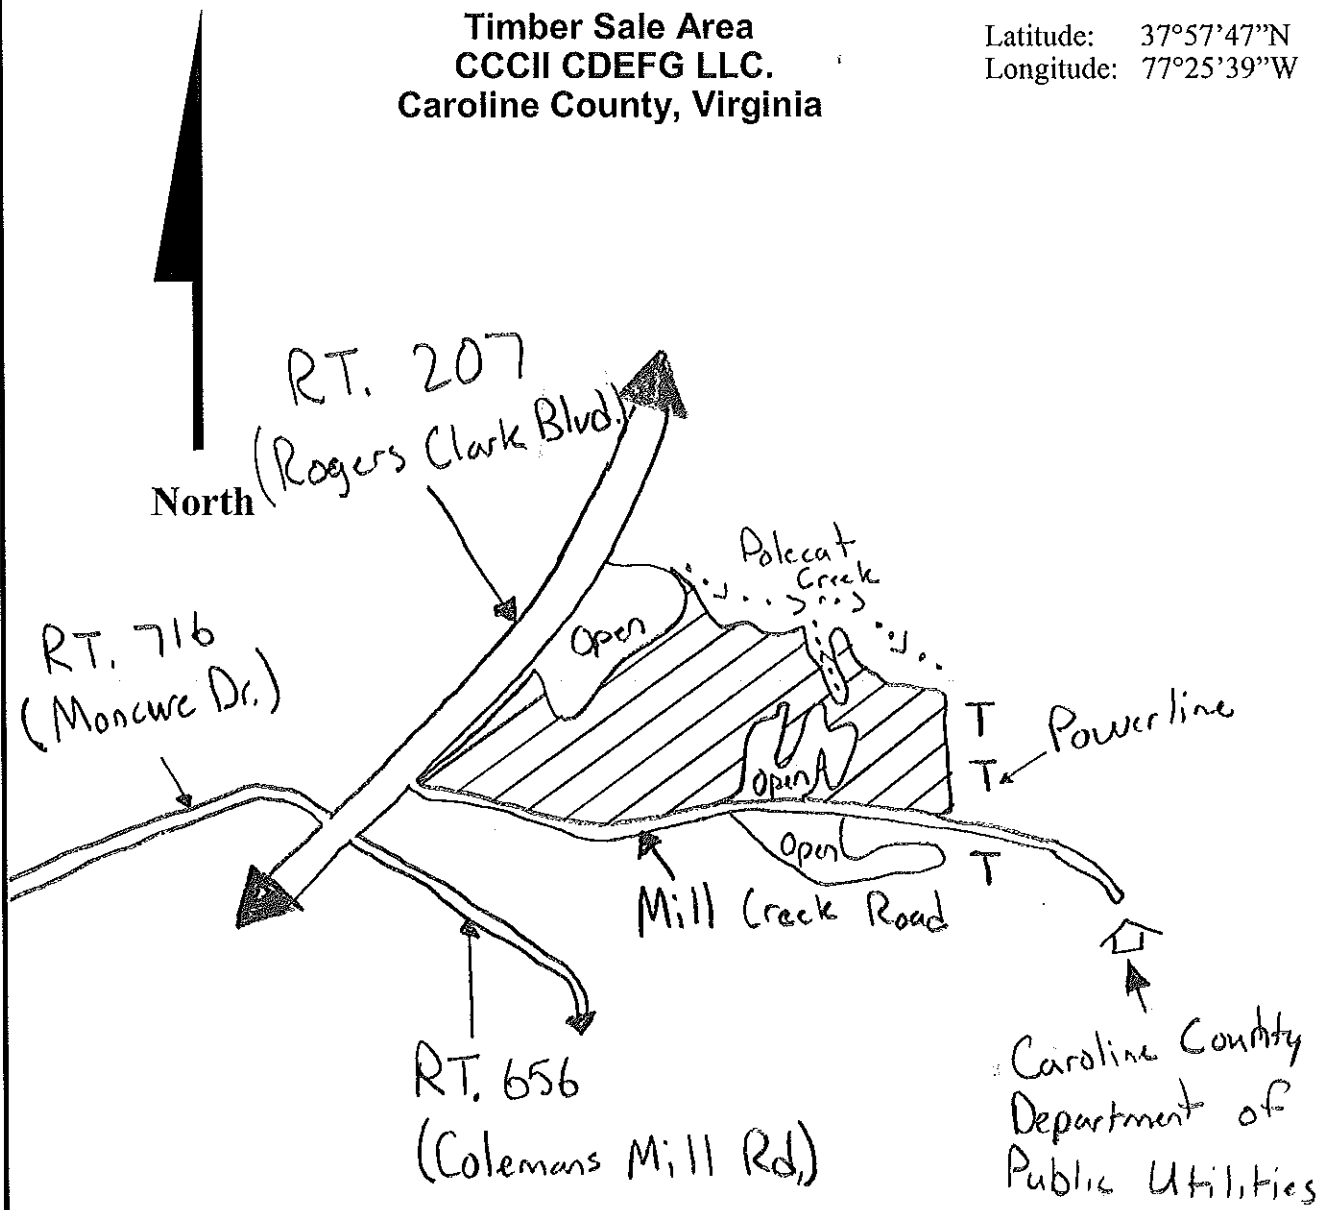 Timber Sale Area
CCCII CDEFG LLC.
Caroline County, Virginia
Latitude: 37°57'47”N
Longitude: 77°25'39”W
RT. 207
(Rogers Clark Blvd.)
North
Polecat
Creek
Open
RT. 716
(Moncure Dr.)
T
Powerline
T
Open
Open
T
Mill Creek Road
RT. 656
(Colemans Mill Rd.)
Caroline County
Department of
Public Utilities